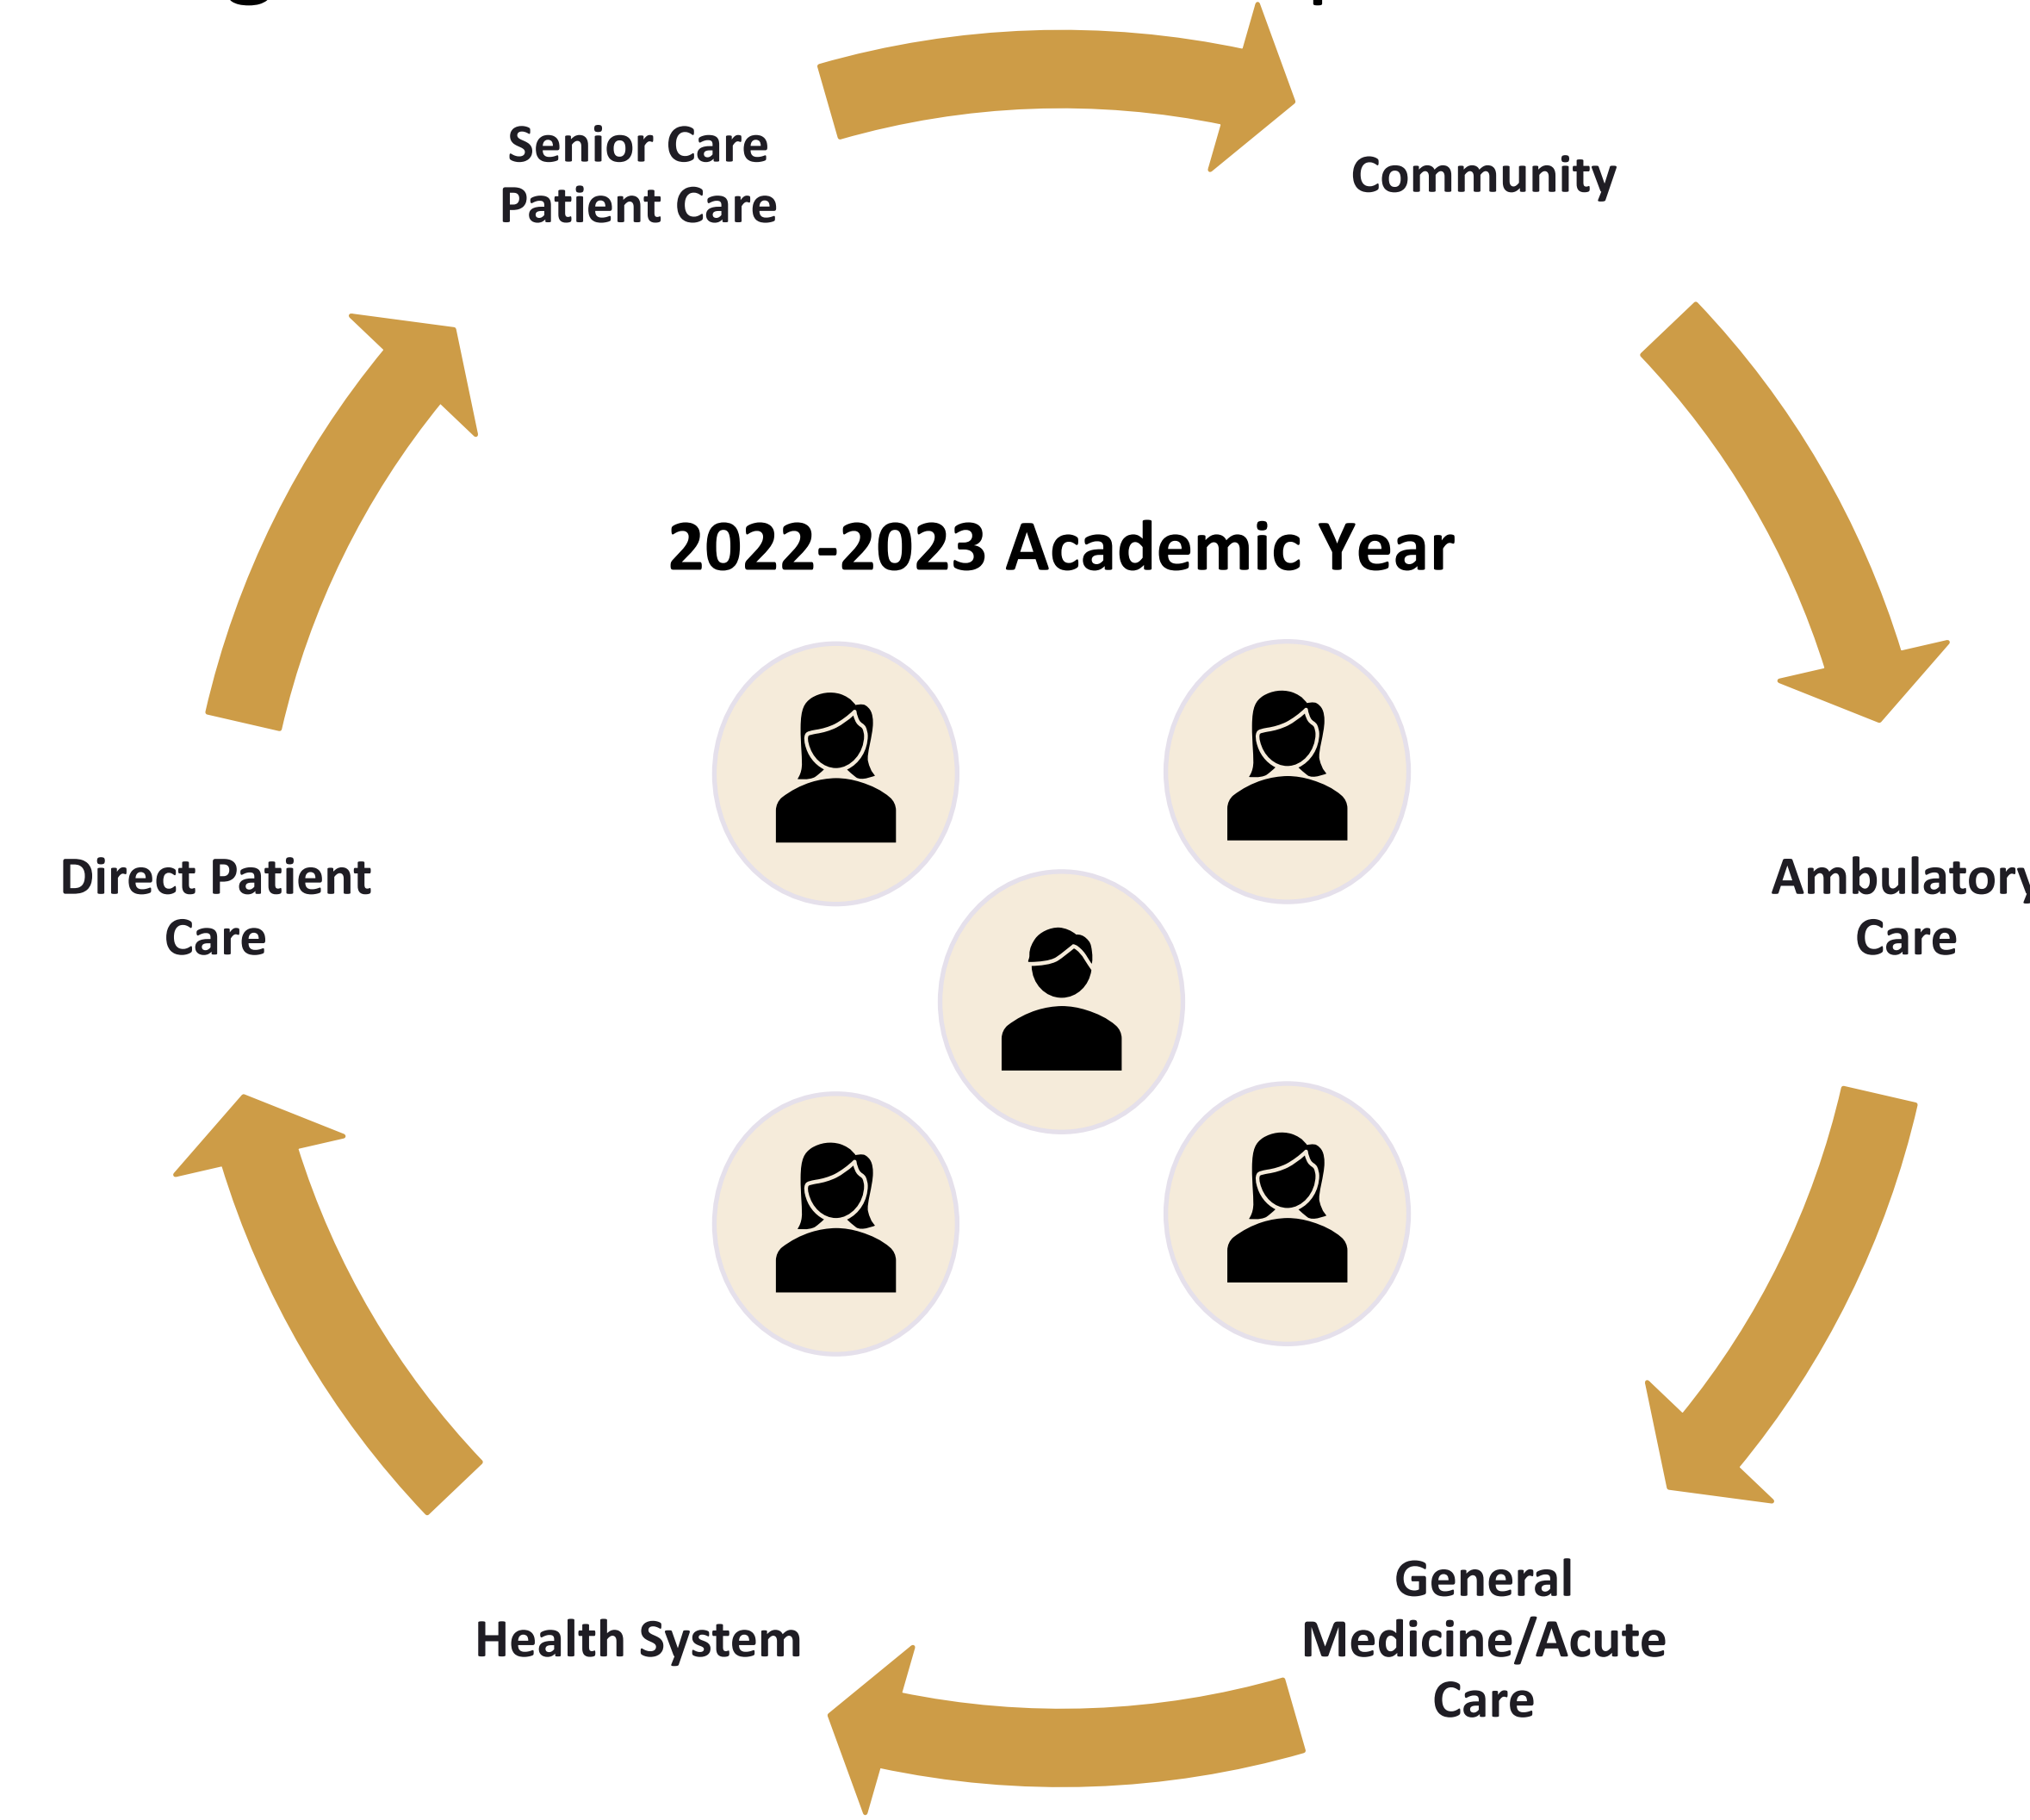 Senior Care
Patient Care
Community
2022-2023 Academic Year
Direct Patient
Care
Ambulatory
Care
General
Medicine/Acute
Care
Health System